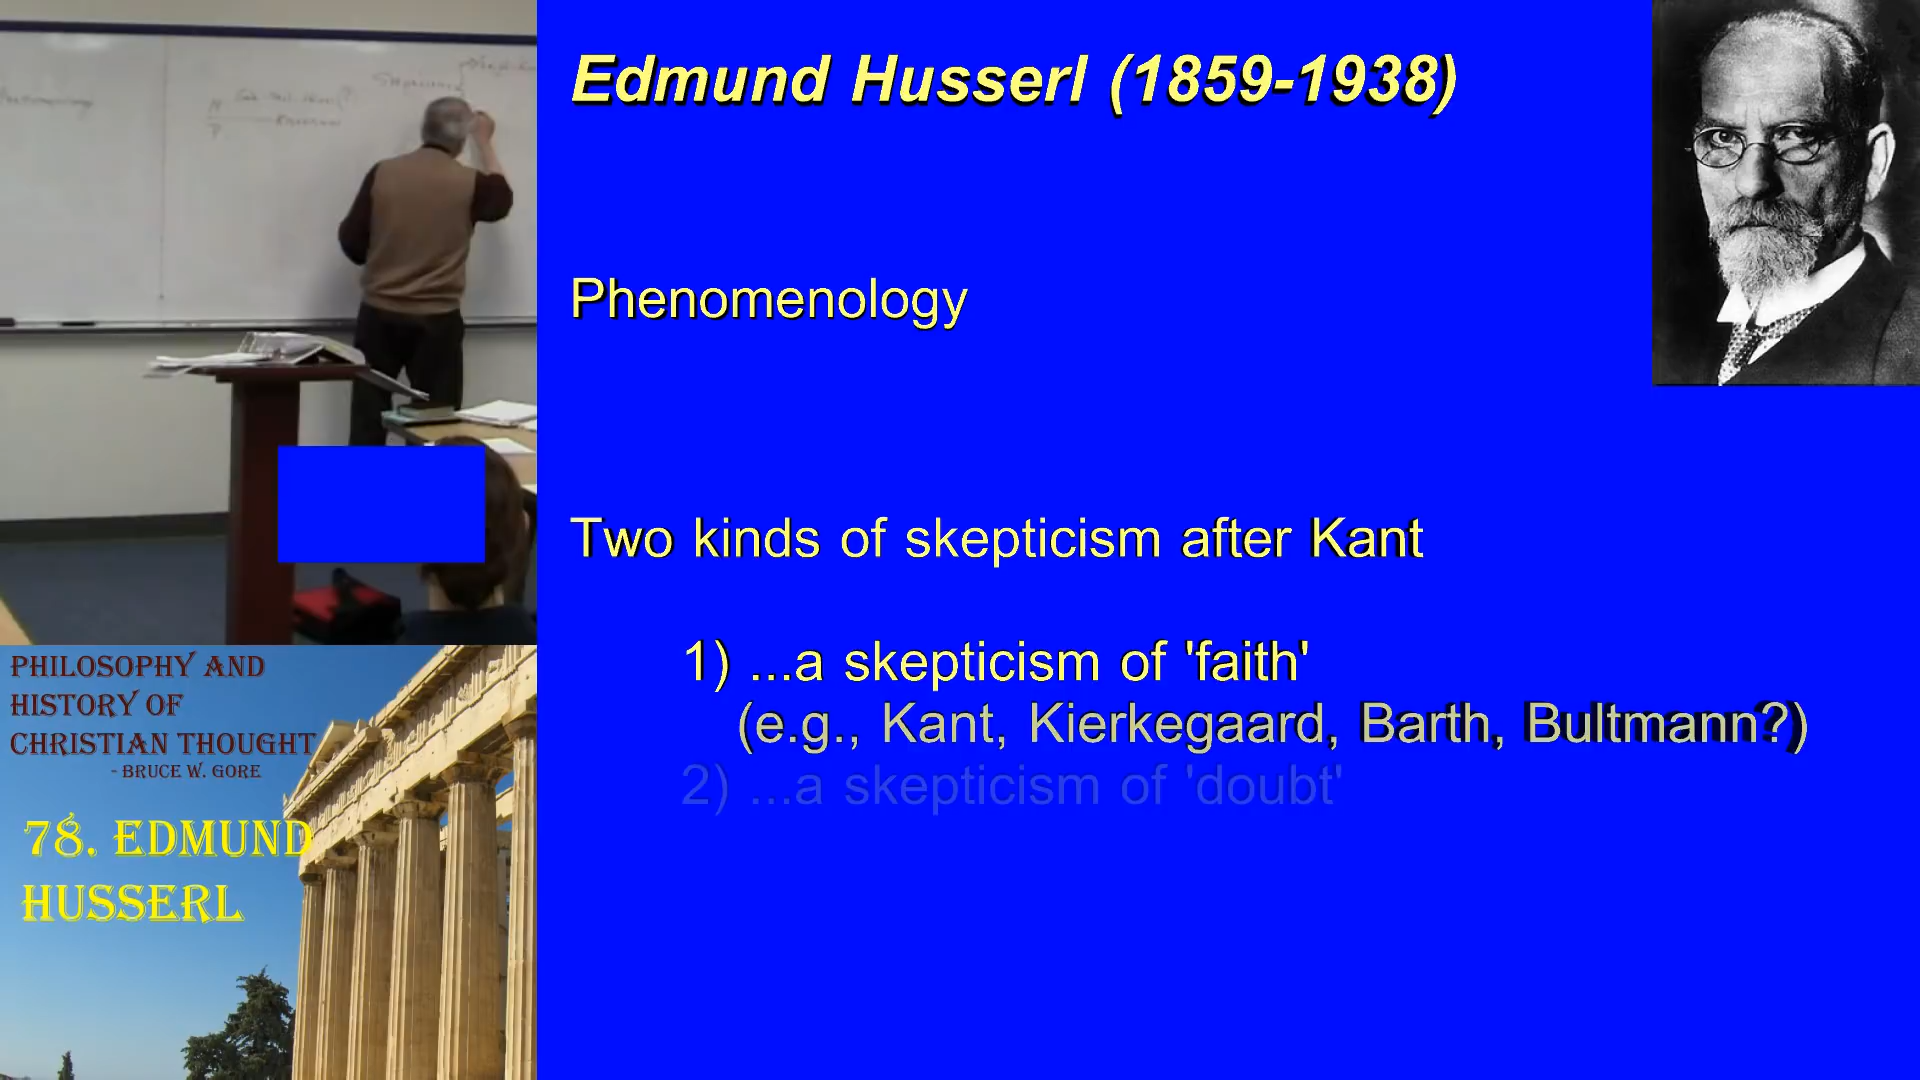 Edmund Husserl (1859-1938)
Phenomenology
Two kinds of skepticism after Kant
1) ...a skepticism of 'faith'
(e.g., Kant, Kierkegaard, Barth, Bultmann?)
2) ...a skepticism of 'doubt'
PHILOSOPHY AND
HISTORY OF
CHRISTIAN THOUGHT
- BRUCE W. GORE
78. EDMUND
HUSSERL